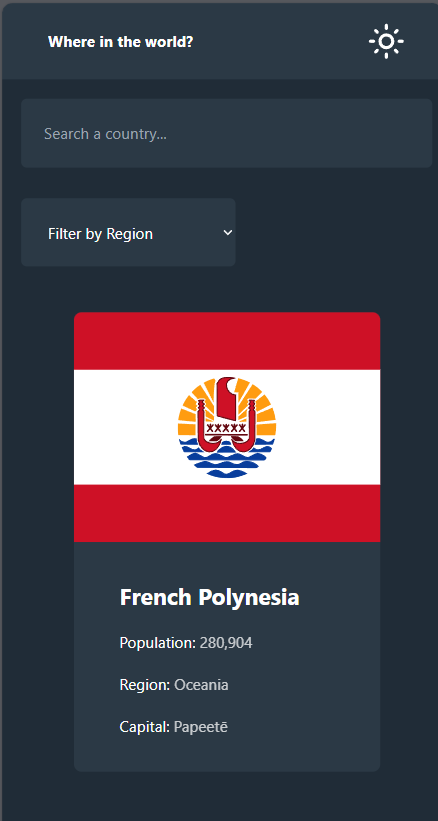 Where in the world?
Search a country...
Filter by Region
French Polynesia
Population: 280,904
Region: Oceania
Capital: Papeetē